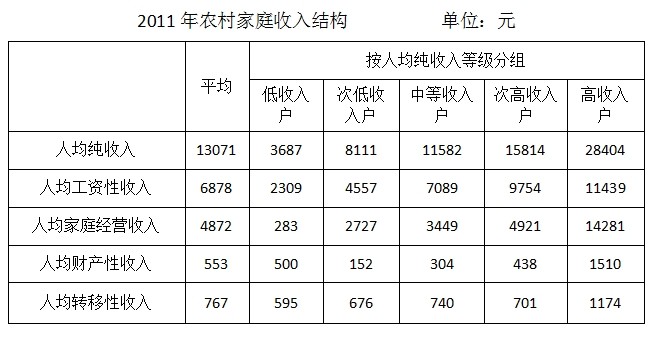 2011 年农村家庭收入结构 单位：元
平均 按人均纯收入等级分组
低收入户 次低收入户 中等收入户 次高收入户 高收入户
人均纯收入 13071 3687 8111 11582 15814 28404
人均工资性收入 6878 2309 4557 7089 9754 11439
人均家庭经营收入 4872 283 2727 3449 4921 14281
人均财产性收入 553 500 152 304 438 1510
人均转移性收入 767 595 676 740 701 1174